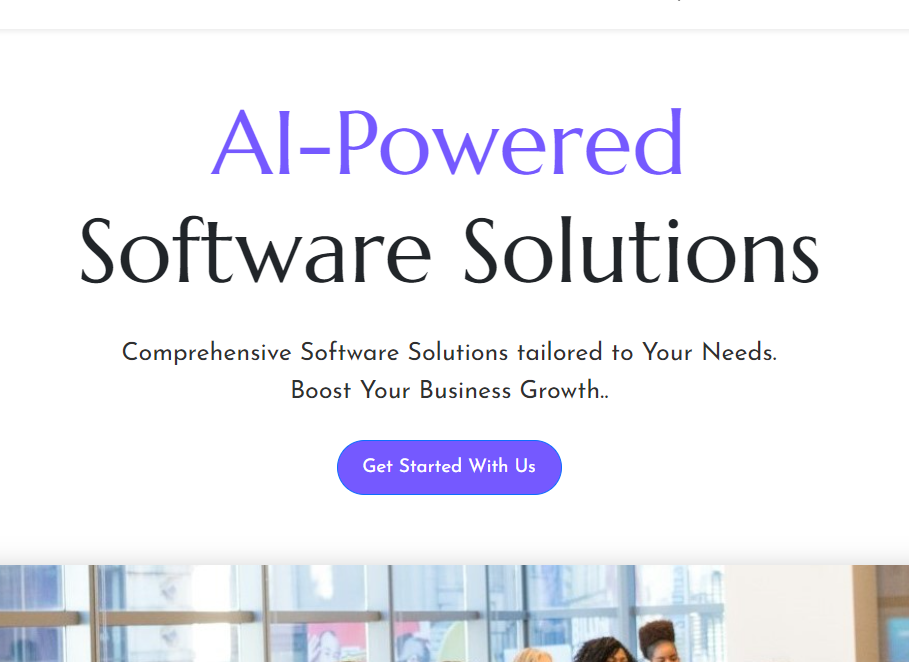 AI-Powered
Software Solutions
Comprehensive Software Solutions tailored to Your Needs.
Boost Your Business Growth..
Get Started With Us